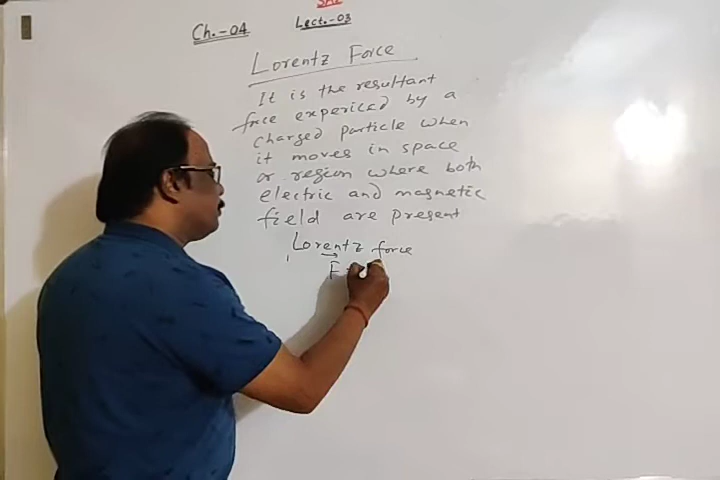 Ch.-04
Lect.-03
Lorentz Force
It is the resultant
force expericed by a
charged particle when
it moves in space
or region where both
electric and magnetic
field are present
Lorentz force
F